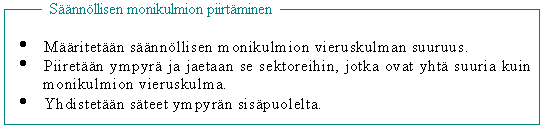 Säännöllisen monikulmion piirtäminen
• Määritetään säännöllisen monikulmion vieruskulman suuruus.
• Piiretään ympyrä ja jaetaan se sektoreihin, jotka ovat yhtä suuria kuin
monikulmion vieruskulma.
• Yhdistetään säteet ympyrän sisäpuolelta.